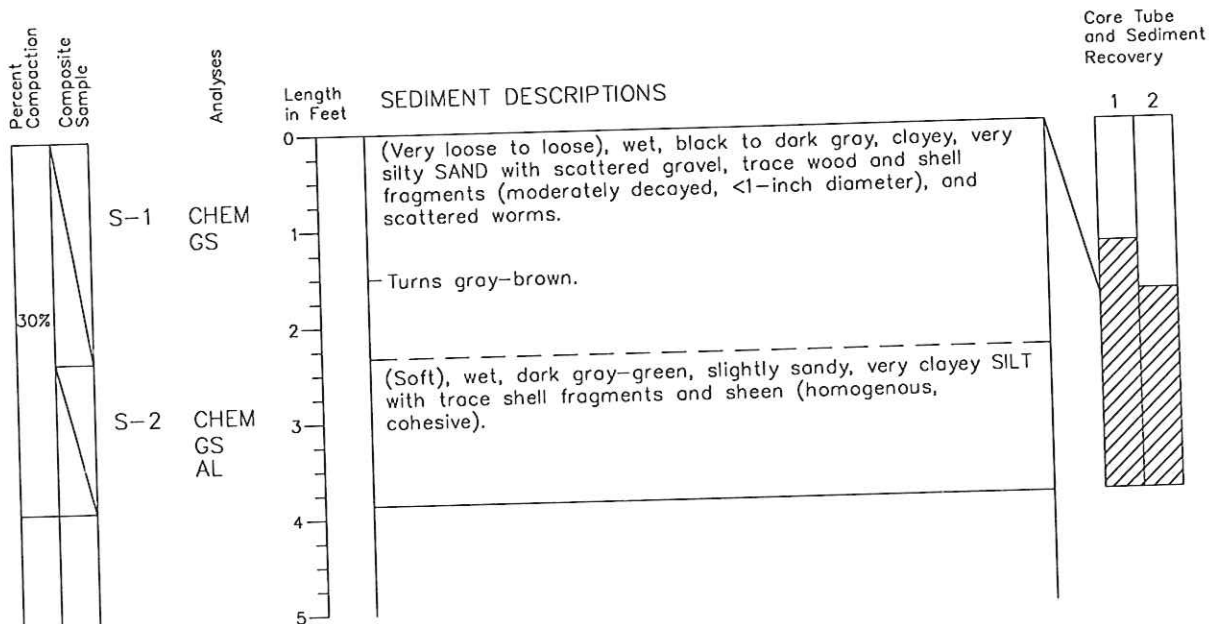 Percent
Compaction
Composite
Sample
Analyses
Length
in Feet
SEDIMENT DESCRIPTIONS
Core Tube
and Sediment
Recovery
1 2
0
(Very loose to loose), wet, black to dark gray, clayey, very
silty SAND with scattered gravel, trace wood and shell
fragments (moderately decayed, <1-inch diameter), and
scattered worms.
S-1 CHEM
GS
1
Turns gray-brown.
30%
2
(Soft), wet, dark gray-green, slightly sandy, very clayey SILT
with trace shell fragments and sheen (homogenous,
cohesive).
S-2 CHEM
GS
AL
3
4
5